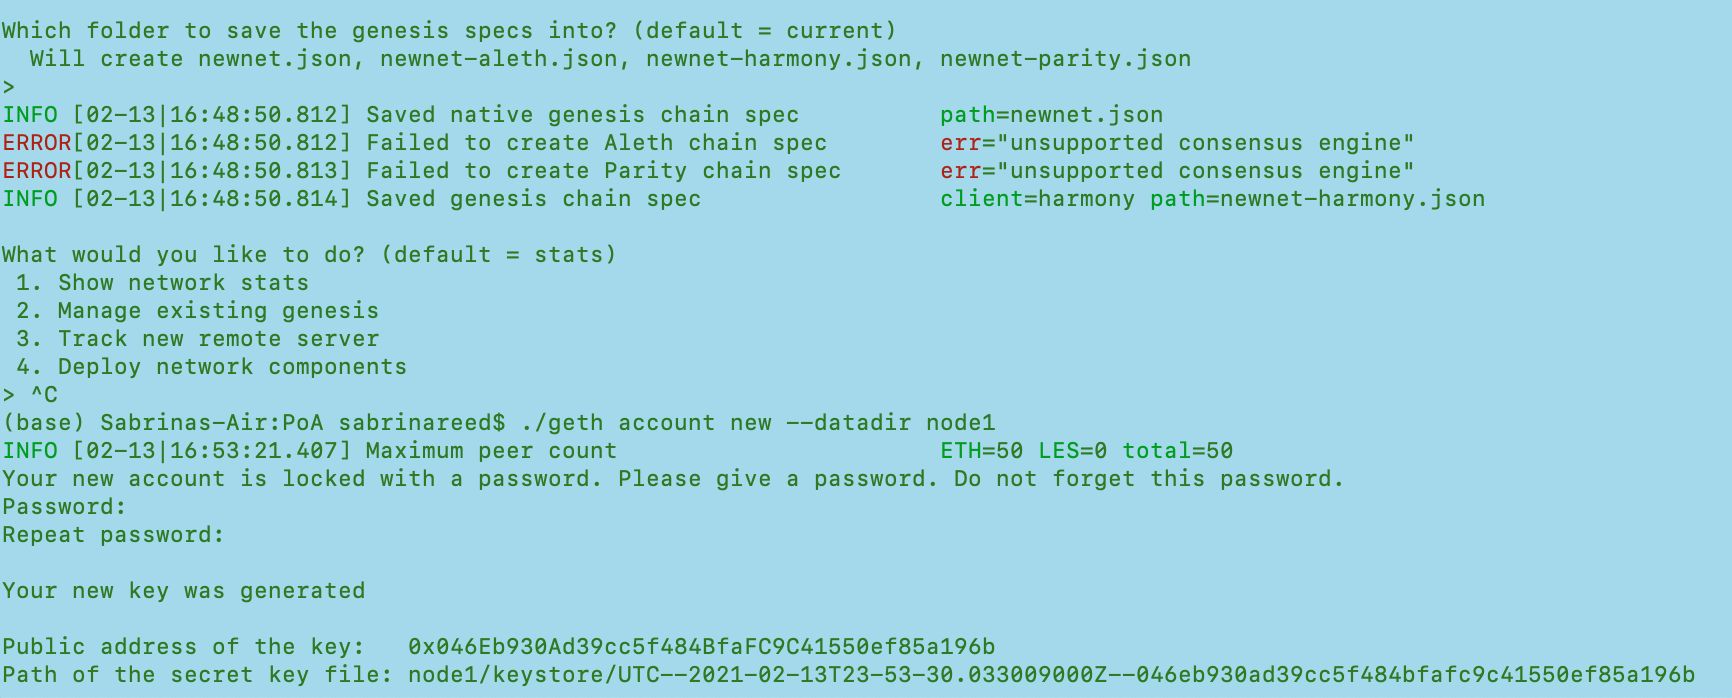 Which folder to save the genesis specs into? (default = current)
  Will create newnet.json, newnet-aleth.json, newnet-harmony.json, newnet-parity.json
>
INFO [02-13|16:48:50.812] Saved native genesis chain spec          path=newnet.json
ERROR[02-13|16:48:50.812] Failed to create Aleth chain spec        err="unsupported consensus engine"
ERROR[02-13|16:48:50.813] Failed to create Parity chain spec       err="unsupported consensus engine"
INFO [02-13|16:48:50.814] Saved genesis chain spec                 client=harmony path=newnet-harmony.json

What would you like to do? (default = stats)
 1. Show network stats
 2. Manage existing genesis
 3. Track new remote server
 4. Deploy network components
> ^C
(base) Sabrinas-Air:PoA sabrinareed$ ./geth account new --datadir node1
INFO [02-13|16:53:21.407] Maximum peer count                       ETH=50 LES=0 total=50
Your new account is locked with a password. Please give a password. Do not forget this password.
Password:
Repeat password:

Your new key was generated

Public address of the key:   0x046Eb930Ad39cc5f484BfaFC9C41550ef85a196b
Path of the secret key file: node1/keystore/UTC--2021-02-13T23-53-30.033009000Z--046eb930ad39cc5f484bfafc9c41550ef85a196b